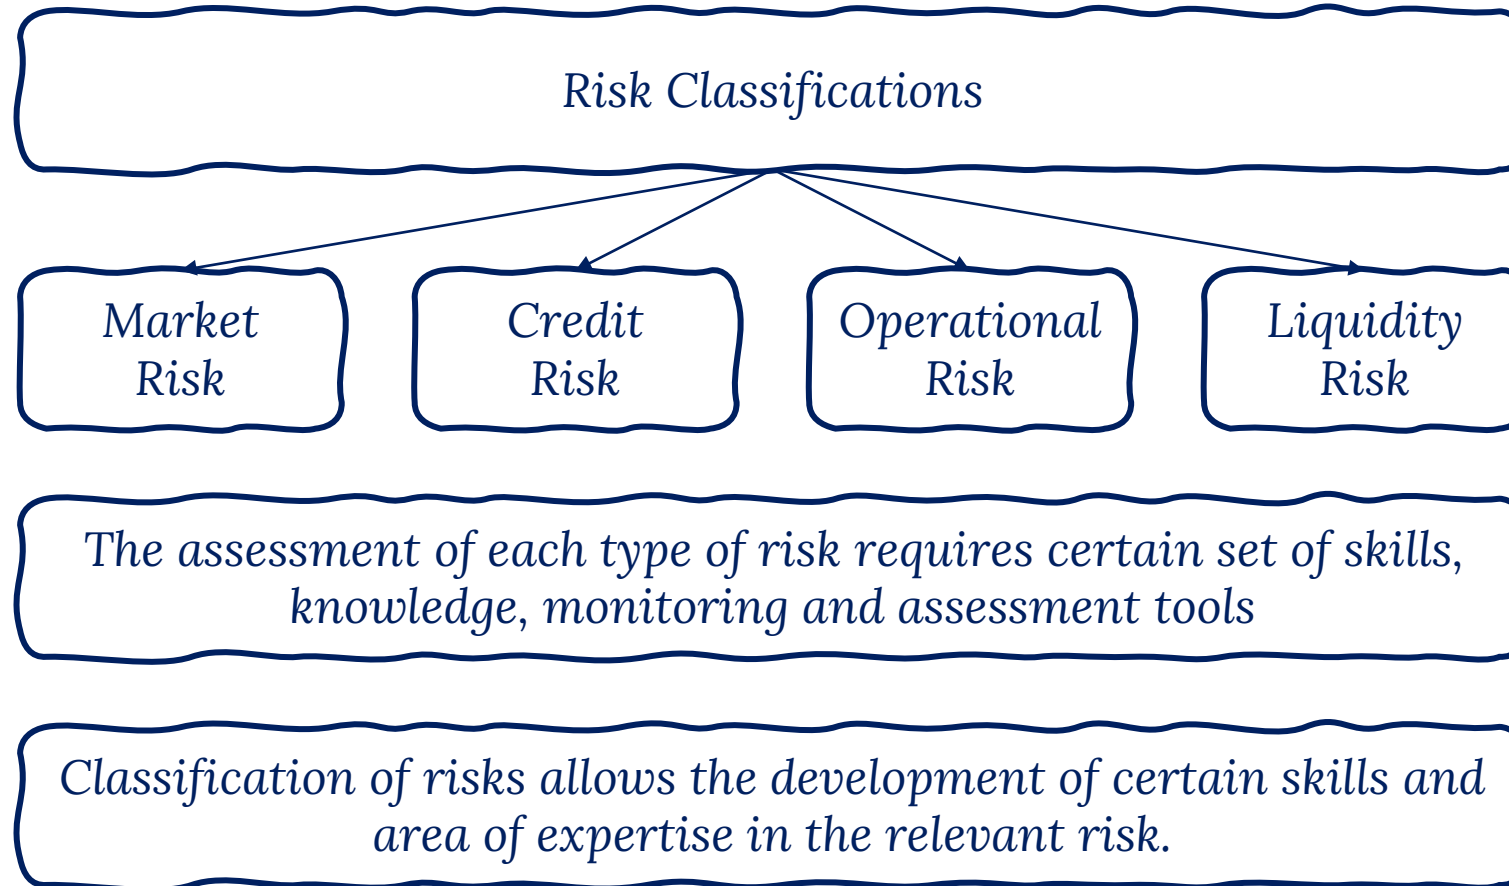 Risk Classifications
Market
Risk
Credit
Risk
Operational
Risk
Liquidity
Risk
The assessment of each type of risk requires certain set of skills,
knowledge, monitoring and assessment tools
Classification of risks allows the development of certain skills and
area of expertise in the relevant risk.